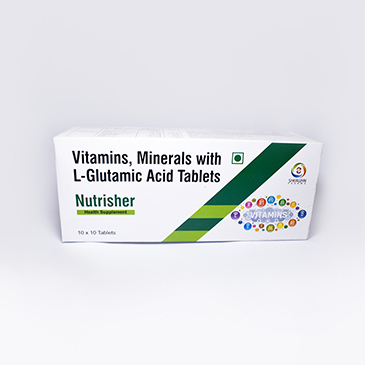 Vitamins, Minerals with
L-Glutamic Acid Tablets
Nutrisher
Health Supplement
VITAMINS
10 x 10 Tablets